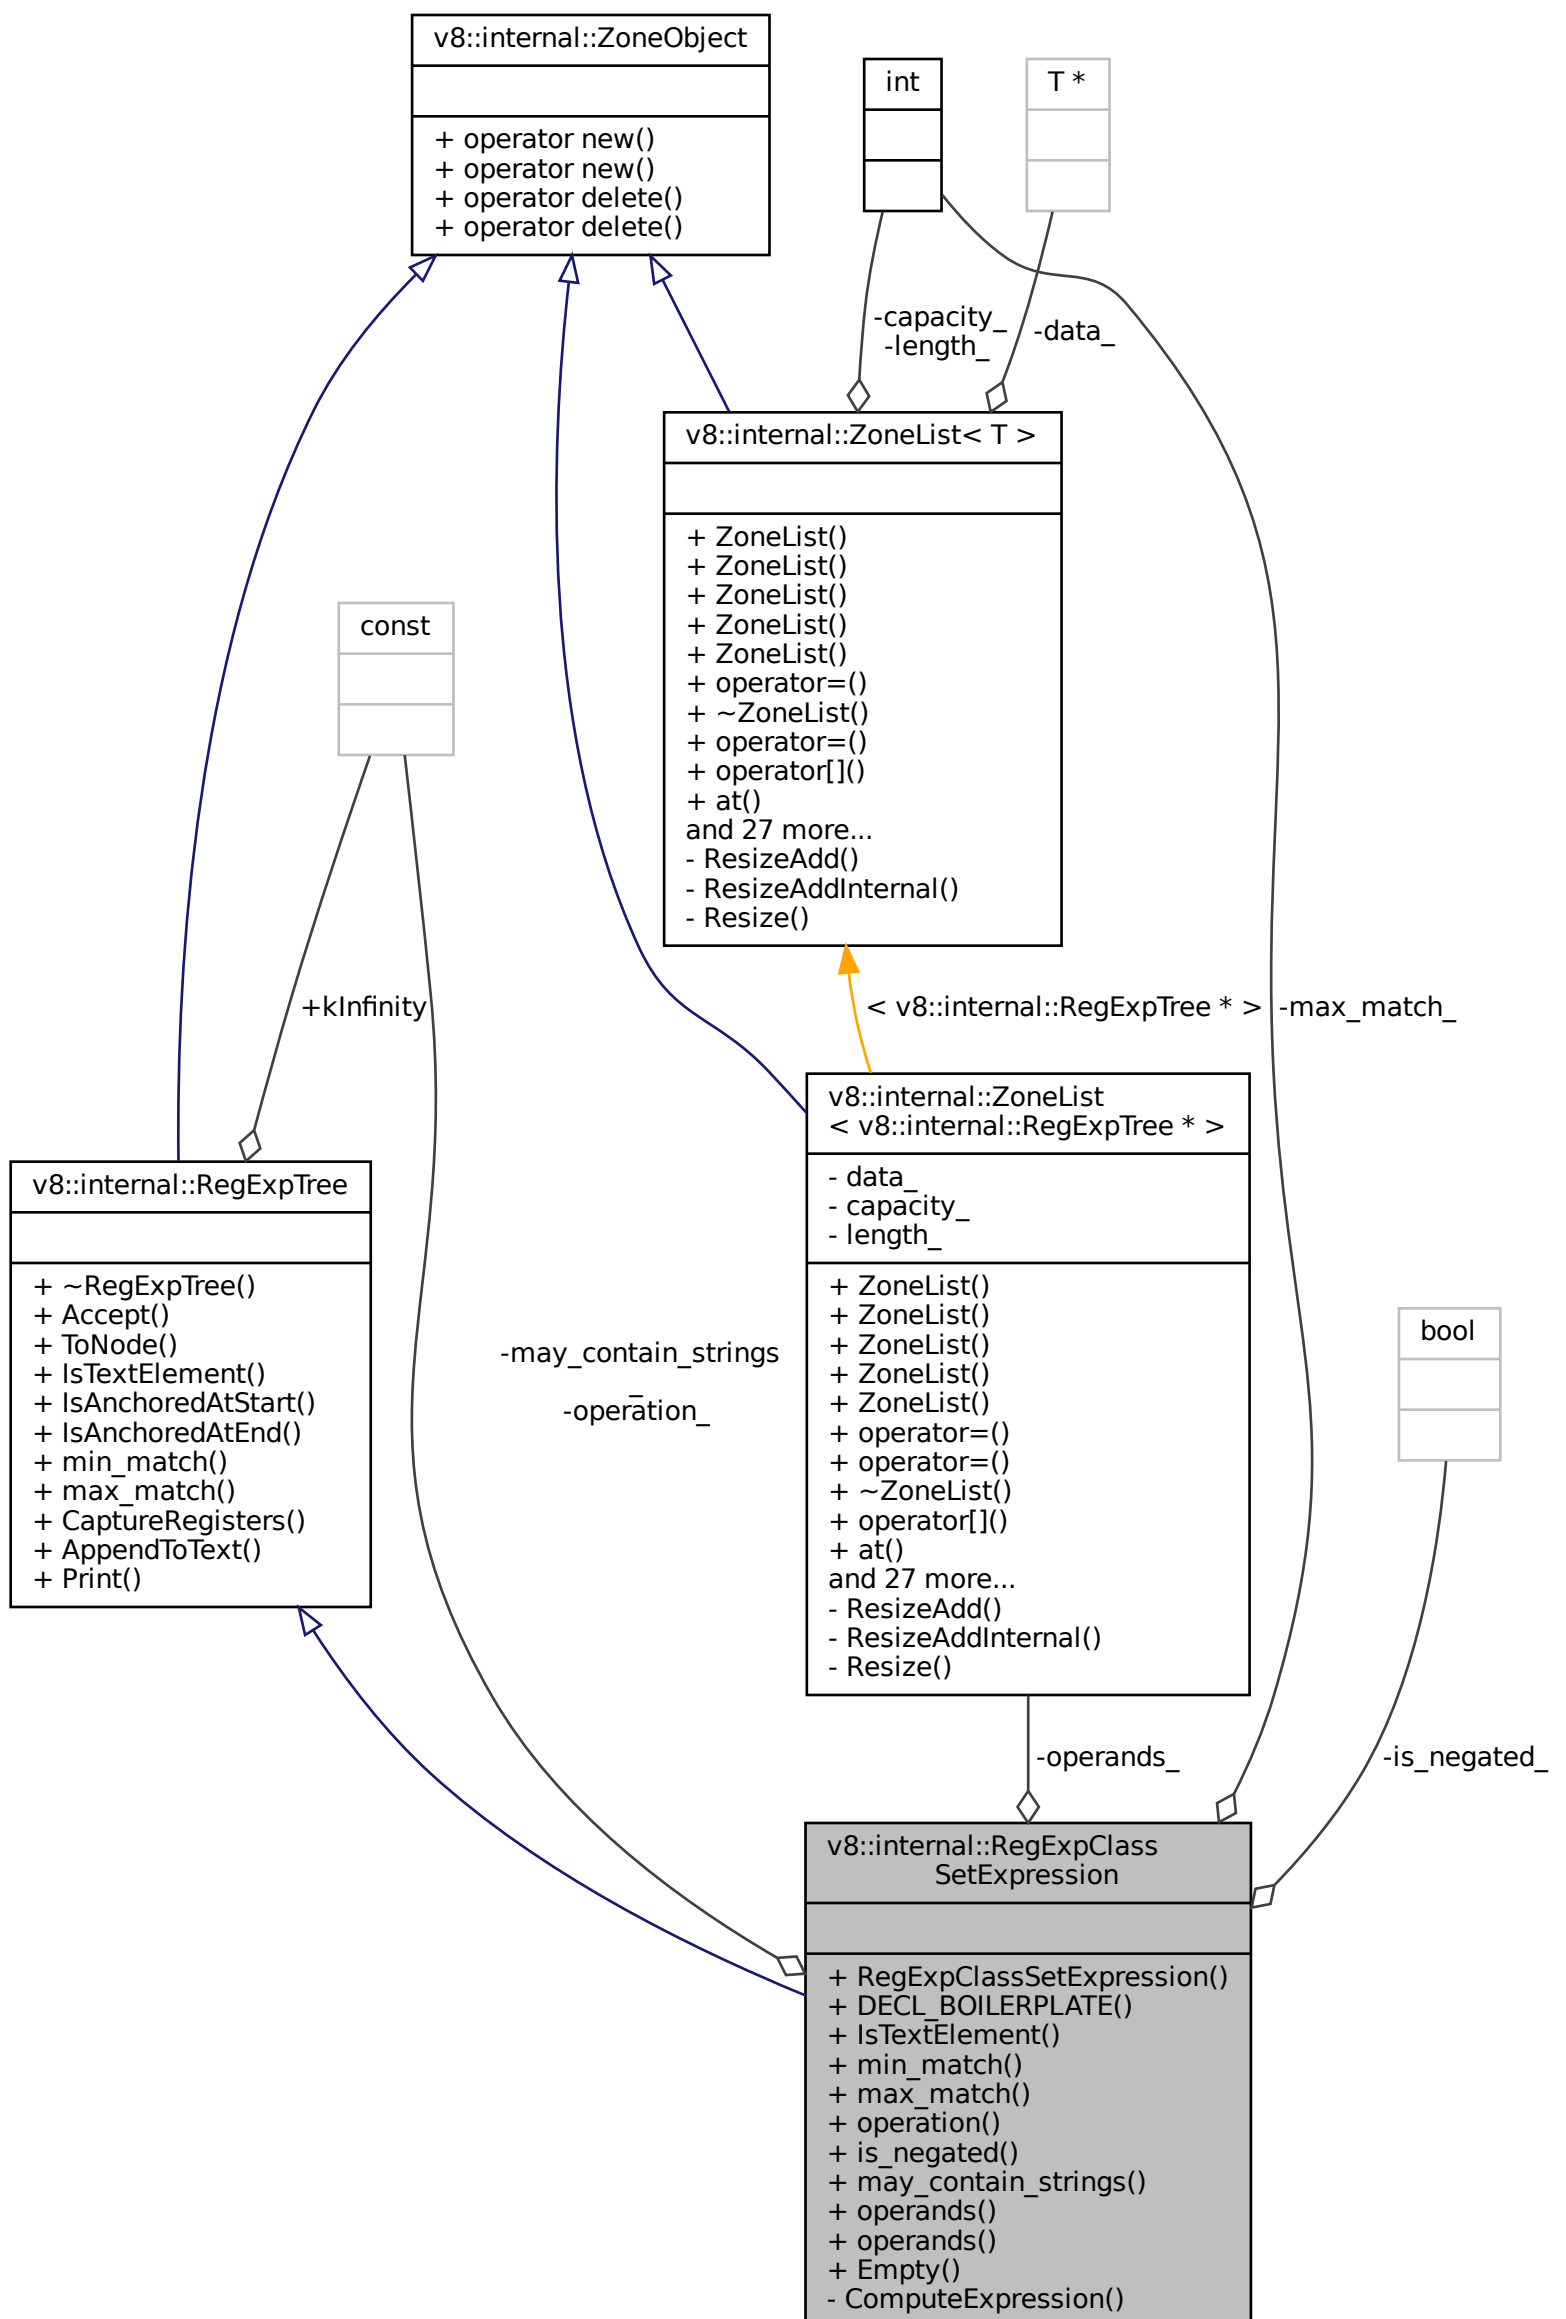 v8::internal::ZoneObject
+ operator new()
+ operator new()
+ operator delete()
+ operator delete()
int
T *
-capacity_
-length_
-data_
v8::internal::ZoneList< T >
+ ZoneList()
+ ZoneList()
+ ZoneList()
+ ZoneList()
+ ZoneList()
+ operator=()
+ ~ZoneList()
+ operator=()
+ operator[]()
+ at()
and 27 more...
- ResizeAdd()
- ResizeAddInternal()
- Resize()
const
+kInfinity
< v8::internal::RegExpTree * >
-max_match_
v8::internal::ZoneList
< v8::internal::RegExpTree * >
- data_
- capacity_
- length_
+ ZoneList()
+ ZoneList()
+ ZoneList()
+ ZoneList()
+ ZoneList()
+ operator=()
+ operator=()
+ ~ZoneList()
+ operator[]()
+ at()
and 27 more...
- ResizeAdd()
- ResizeAddInternal()
- Resize()
v8::internal::RegExpTree
+ ~RegExpTree()
+ Accept()
+ ToNode()
+ IsTextElement()
+ IsAnchoredAtStart()
+ IsAnchoredAtEnd()
+ min_match()
+ max_match()
+ CaptureRegisters()
+ AppendToText()
+ Print()
-may_contain_strings
_
-operation_
bool
-operands_
-is_negated_
v8::internal::RegExpClass
SetExpression
+ RegExpClassSetExpression()
+ DECL_BOILERPLATE()
+ IsTextElement()
+ min_match()
+ max_match()
+ operation()
+ is_negated()
+ may_contain_strings()
+ operands()
+ operands()
+ Empty()
- ComputeExpression()